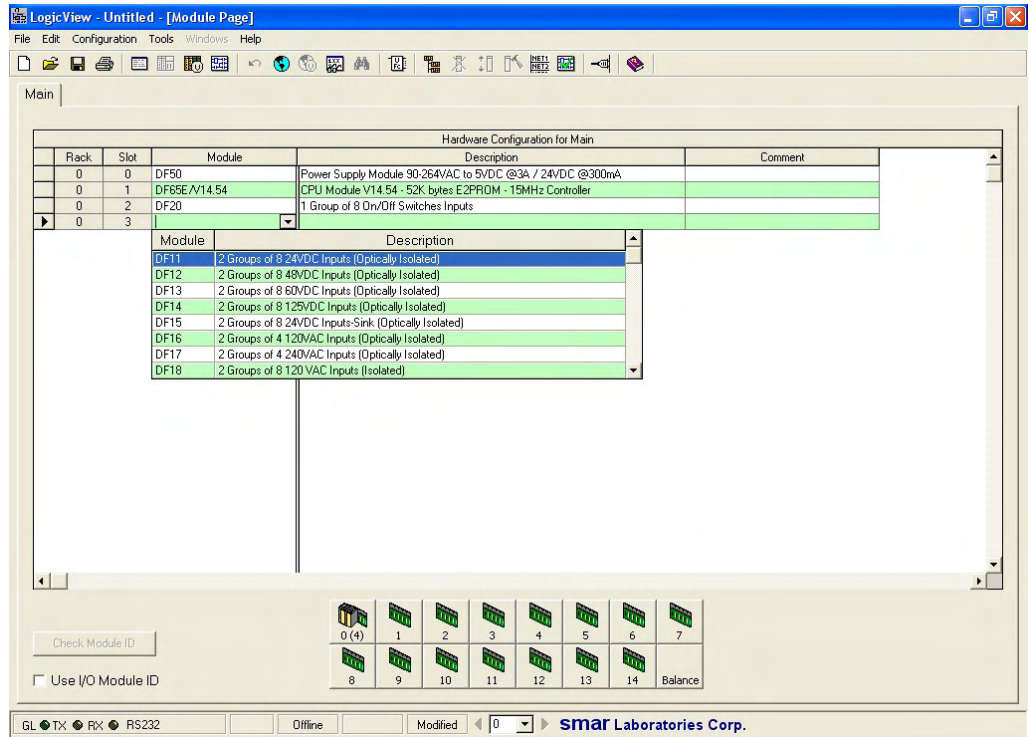 LogicView - Untitled - [Module Page]
File Edit Configuration Tools Windows Help
Main
Hardware Configuration for Main
Rack Slot Module Description Comment
0 0 DF50 Power Supply Module 90-264VAC to 5VDC @3A / 24VDC @300mA
0 1 DF65E/V14.54 CPU Module V14.54 - 52K bytes E2PROM - 15MHz Controller
0 2 DF20 1 Group of 8 On/Off Switches Inputs
0 3
Module Description
DF11 2 Groups of 8 24VDC Inputs (Optically Isolated)
DF12 2 Groups of 8 48VDC Inputs (Optically Isolated)
DF13 2 Groups of 8 60VDC Inputs (Optically Isolated)
DF14 2 Groups of 8 125VDC Inputs (Optically Isolated)
DF15 2 Groups of 8 24VDC Inputs-Sink (Optically Isolated)
DF16 2 Groups of 4 120VAC Inputs (Optically Isolated)
DF17 2 Groups of 4 240VAC Inputs (Optically Isolated)
DF18 2 Groups of 8 120 VAC Inputs (Isolated)
0 (4) 1 2 3 4 5 6 7
Check Module ID
Use I/O Module ID
8 9 10 11 12 13 14 Balance
GL TX RX RS232 Offline Modified 0 smar Laboratories Corp.